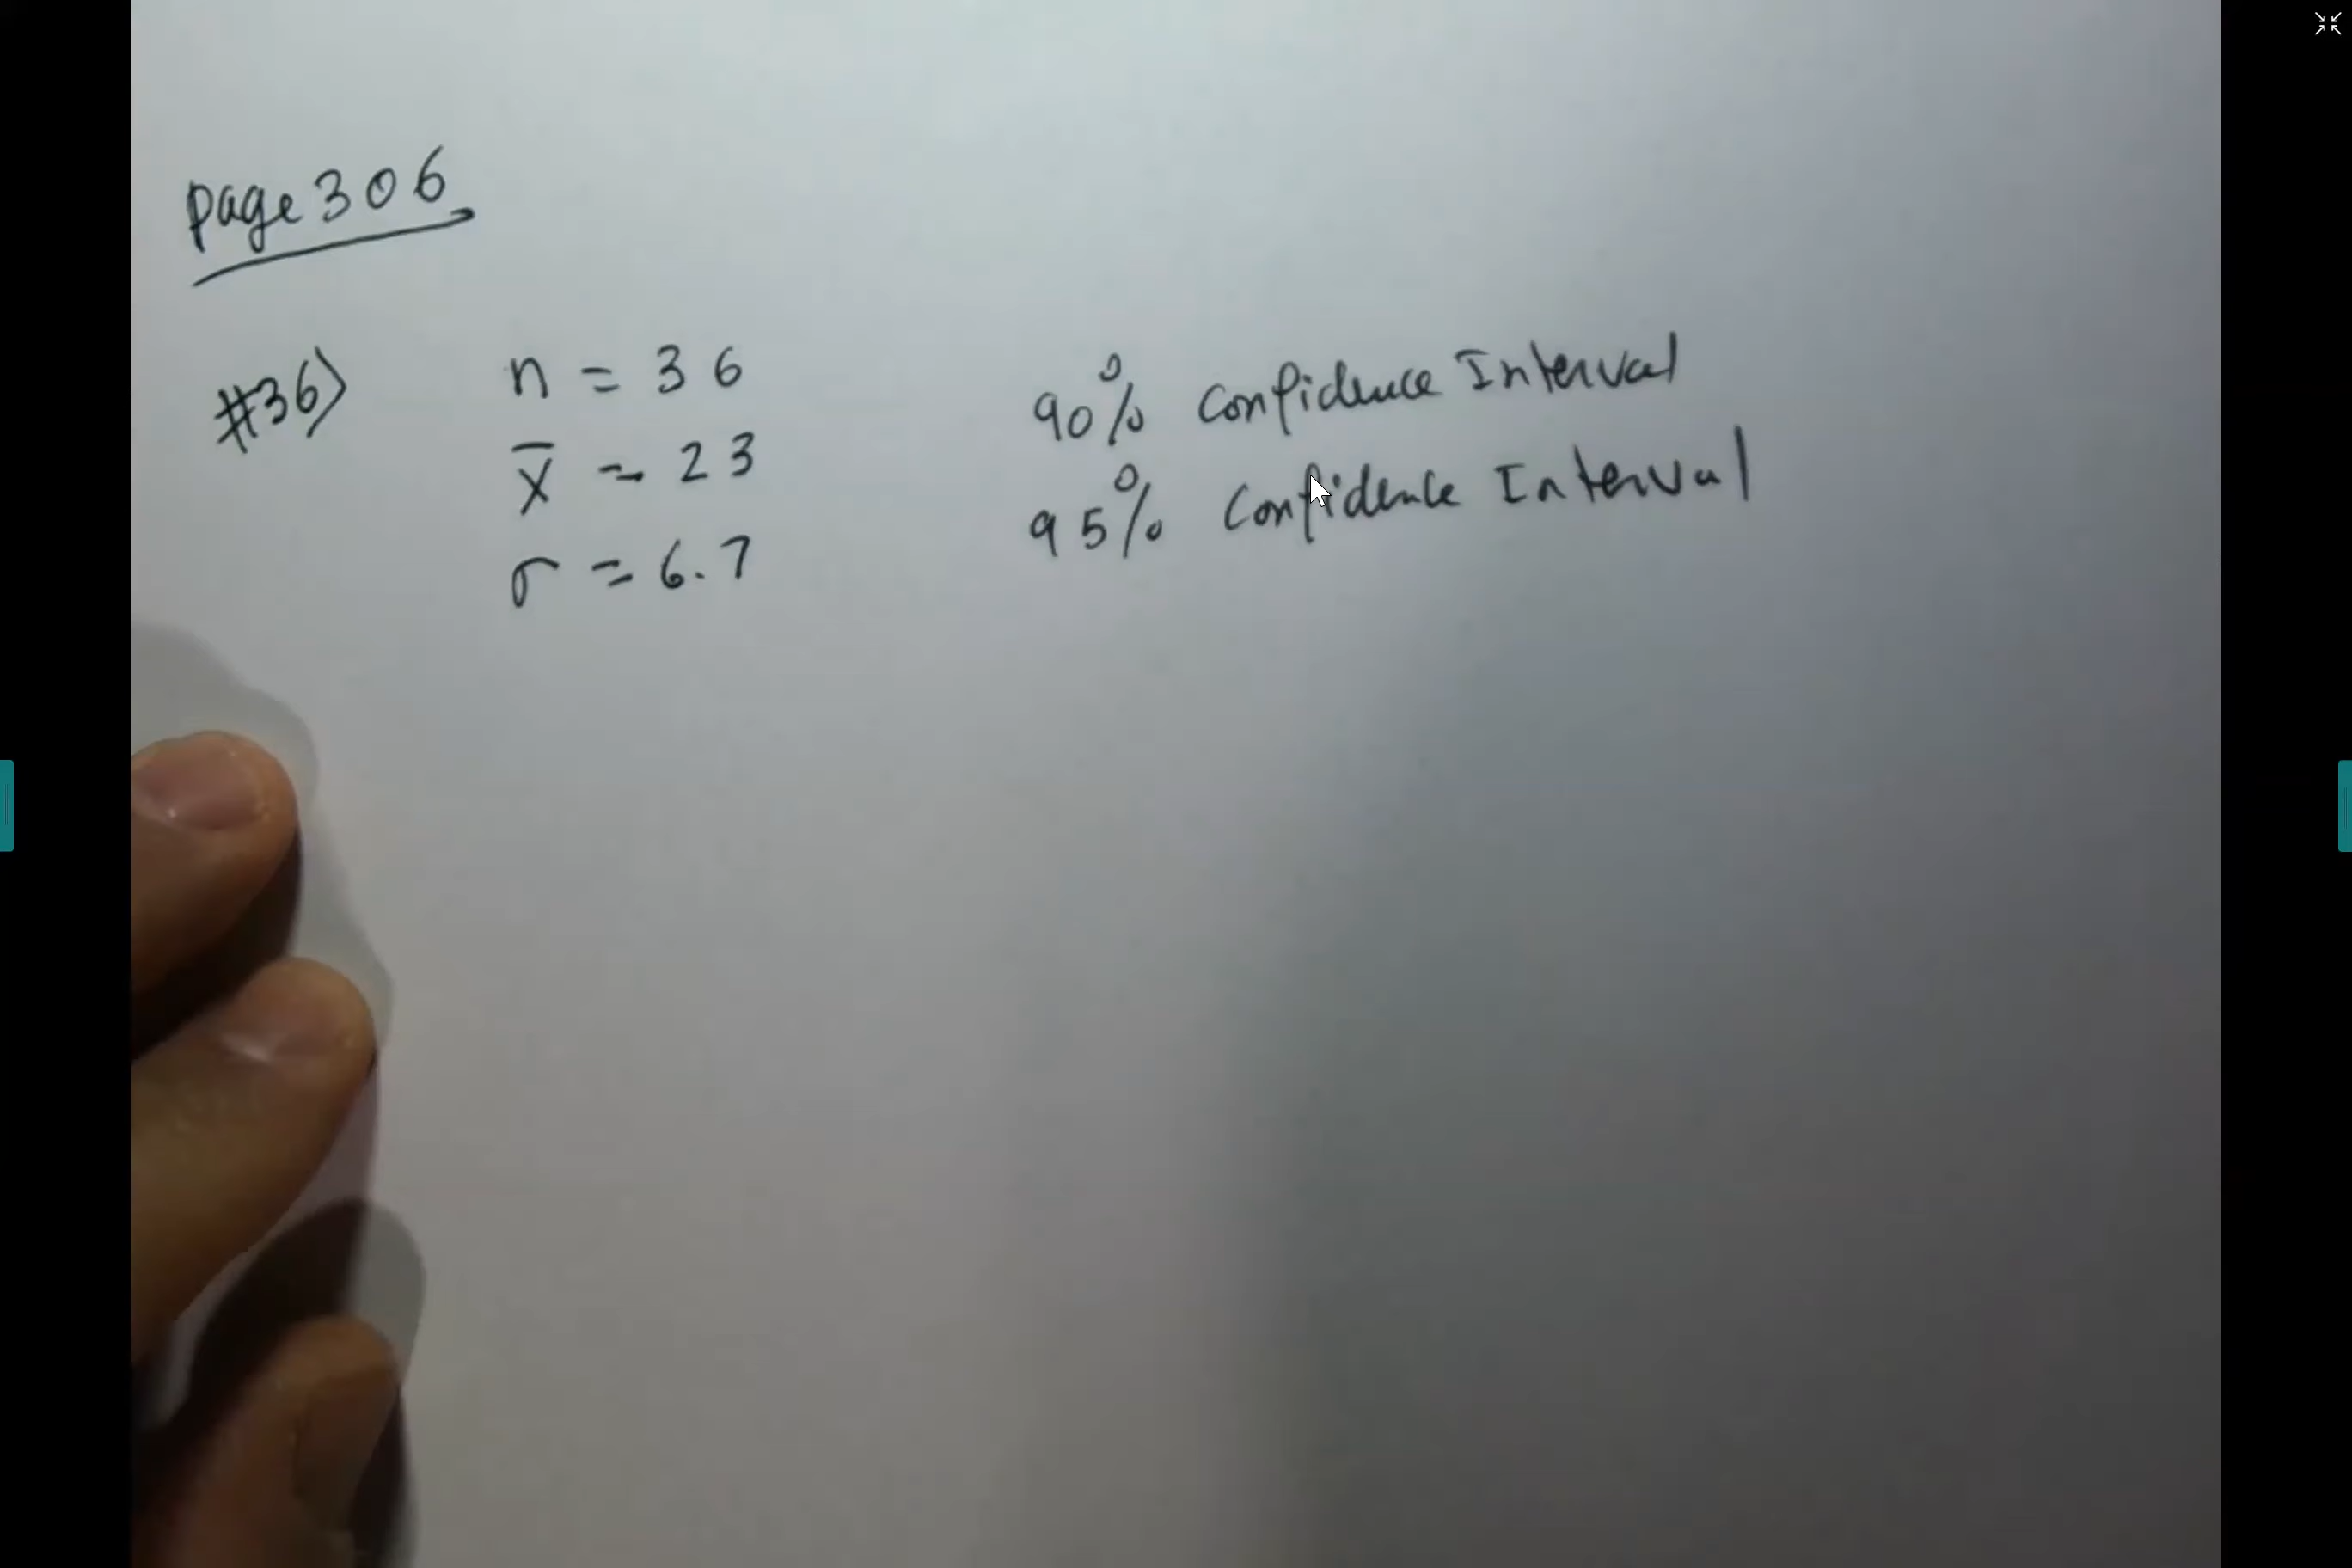 page 306
#36) n = 36 90% Confidence Interval
x̄ = 23 95% Confidence Interval
σ = 6.7